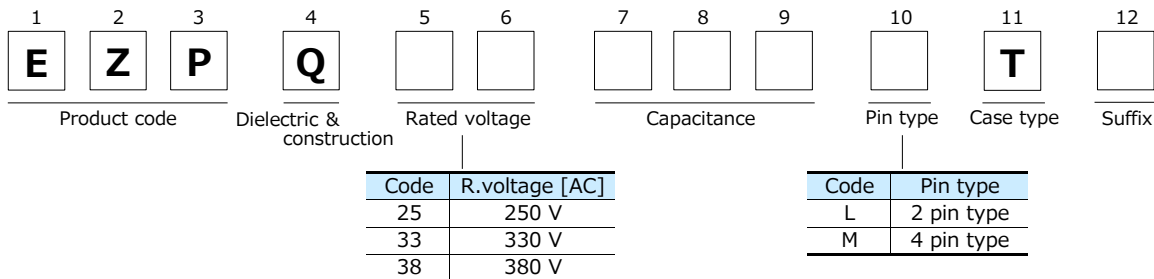 1 2 3 4 5 6 7 8 9 10 11 12
E Z P Q T
Product code Dielectric & construction Rated voltage Capacitance Pin type Case type Suffix
Code R.voltage [AC]
25 250 V
33 330 V
38 380 V
Code Pin type
L 2 pin type
M 4 pin type